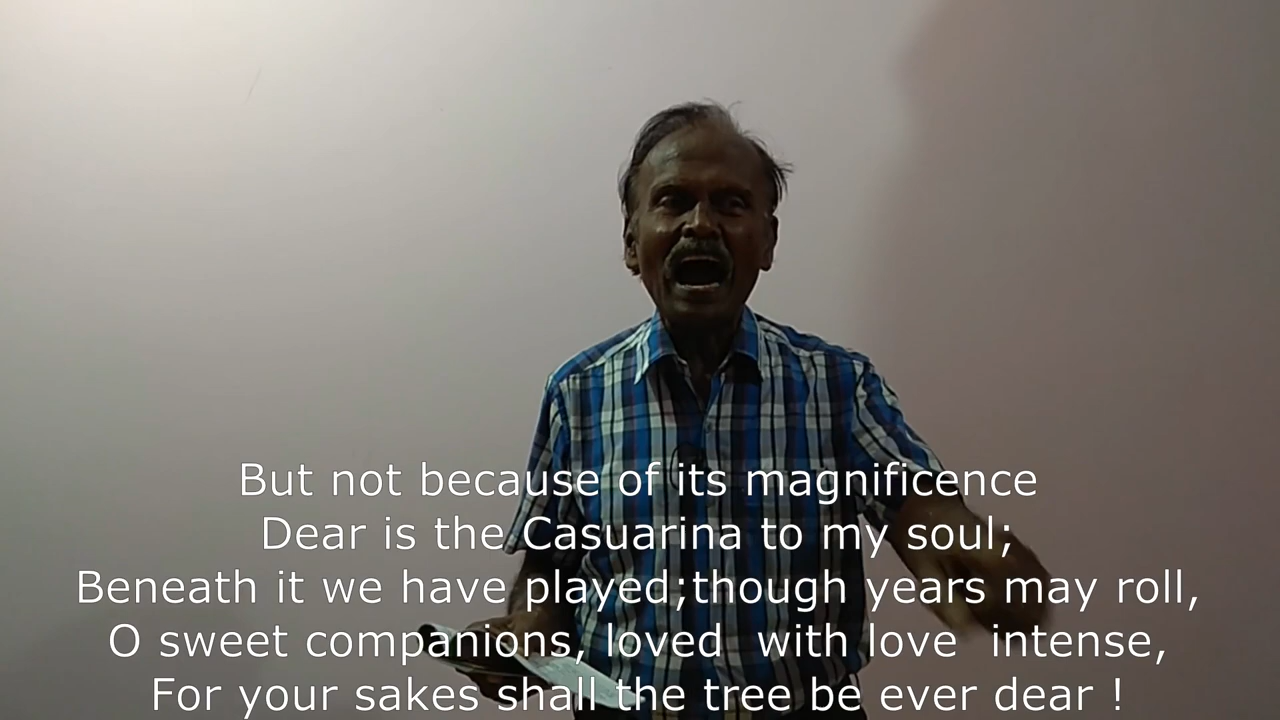 But not because of its magnificence
Dear is the Casuarina to my soul;
Beneath it we have played;though years may roll,
O sweet companions, loved  with love  intense,
For your sakes shall the tree be ever dear !